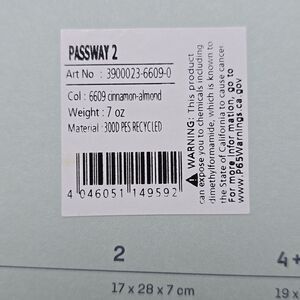 PASSWAY 2
Art No : 3900023-6609-0
Col : 6609 cinnamon-almond
Weight : 7 oz
Material : 300D PES RECYCLED
4 046051 149592
WARNING: This product
can expose you to chemicals including
dimethylformamide, which is known to
the State of California to cause cancer.
For more information, go to
www.P65Warnings.ca.gov
2
4+
17 x 28 x 7 cm
19 x